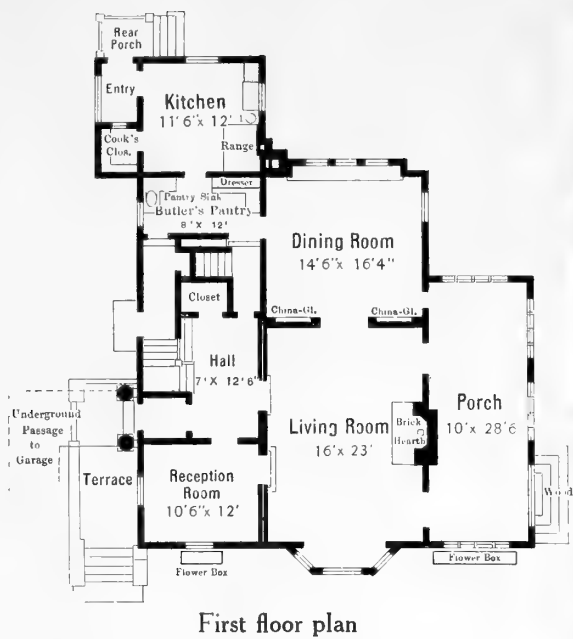 Rear
Porch
Entry
Kitchen
11'6"x 12'
Cook's
Clos.
Range
Dresser
Pantry Sink
Butler's Pantry
8' X 12'
Dining Room
14'6"x 16'4"
Closet
China-Cl.
China-Cl.
Hall
7' X 12'6"
Underground
Passage
to
Garage
Living Room
16'x 23'
Brick
Hearth
Porch
10'x 28'6
Terrace
Reception
Room
10'6"x 12'
Wood
Flower Box
Flower Box
First floor plan